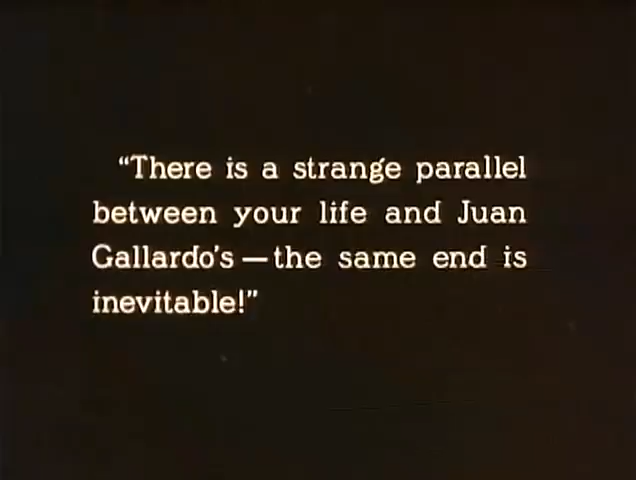 “There is a strange parallel
between your life and Juan
Gallardo’s—the same end is
inevitable!”